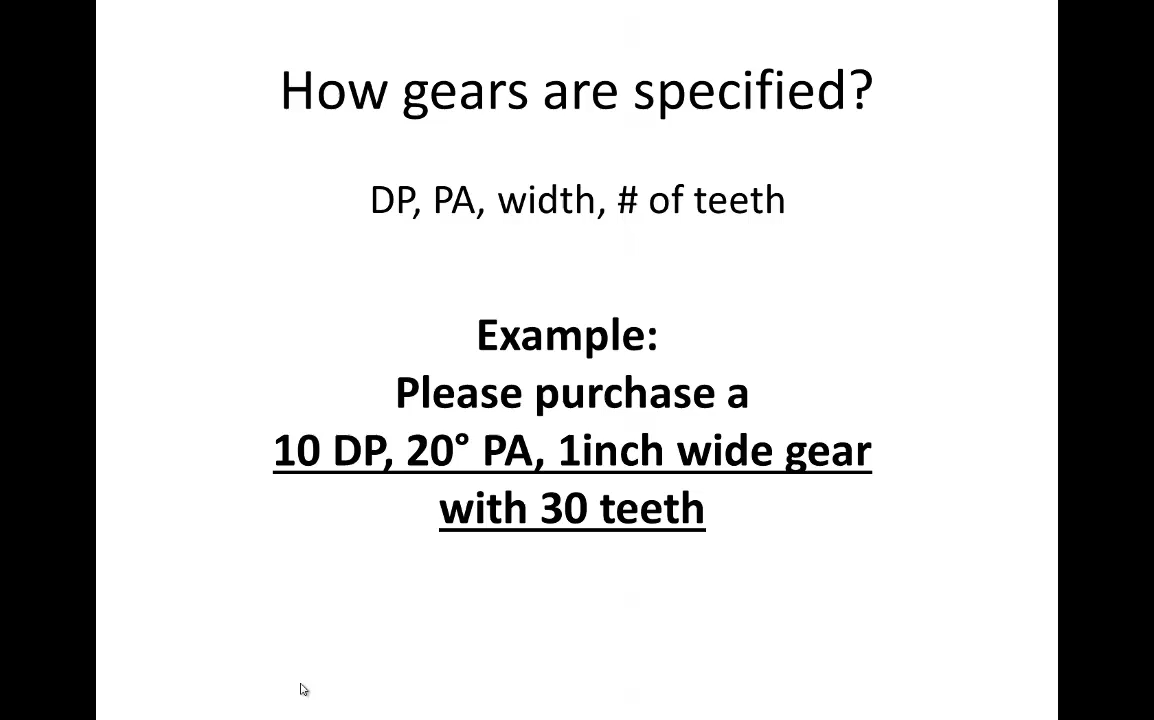 How gears are specified?
DP, PA, width, # of teeth
Example:
Please purchase a
10 DP, 20° PA, 1inch wide gear
with 30 teeth